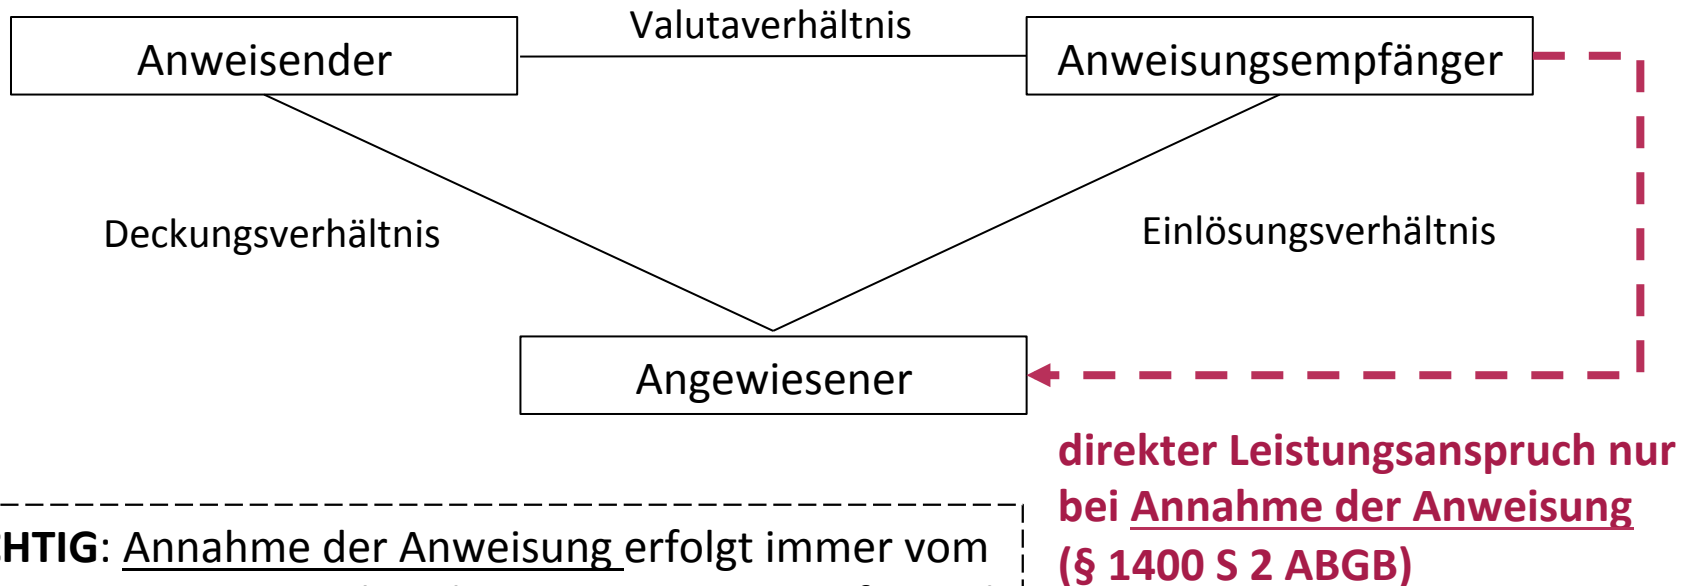 Valutaverhältnis
Anweisender
Anweisungsempfänger
Deckungsverhältnis
Einlösungsverhältnis
Angewiesener
direkter Leistungsanspruch nur
bei Annahme der Anweisung
(§ 1400 S 2 ABGB)
CHTIG: Annahme der Anweisung erfolgt immer vom